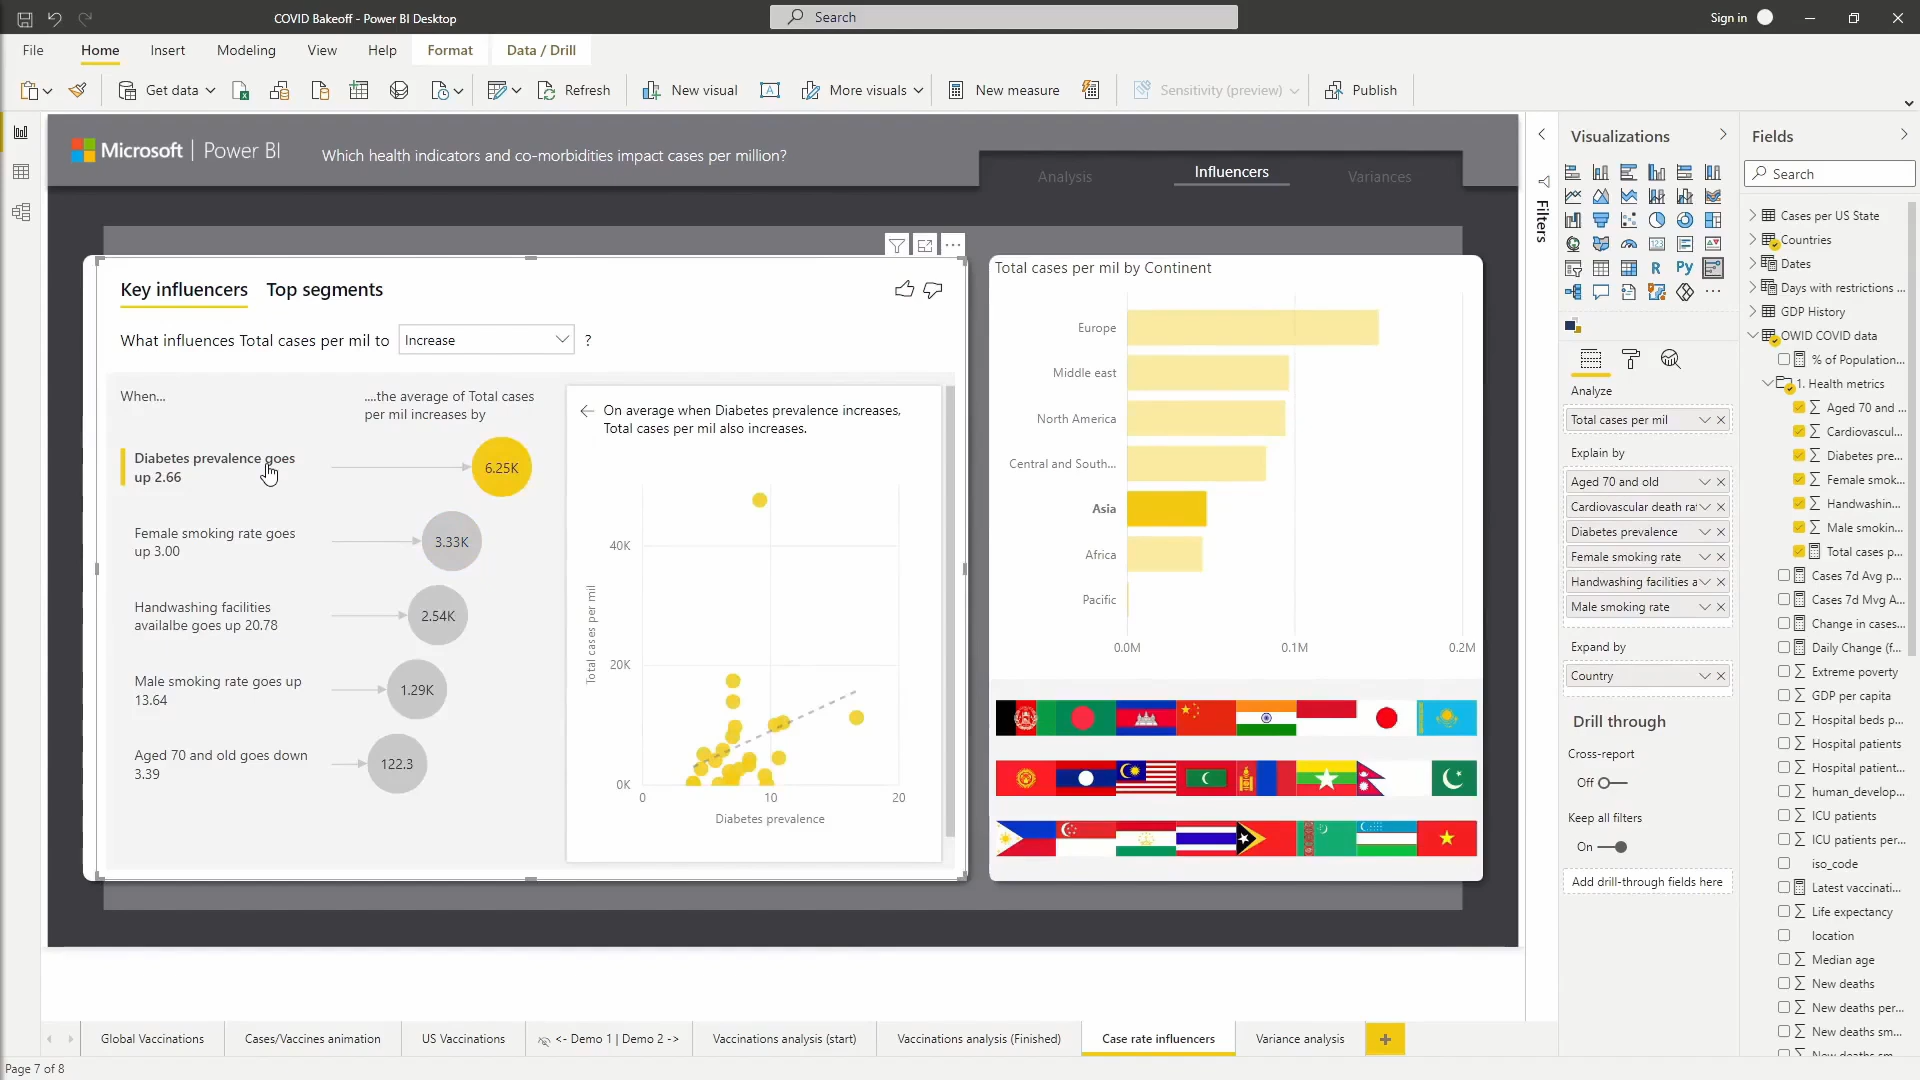 COVID Bakeoff - Power BI Desktop
Search
Sign in
File
Home
Insert
Modeling
View
Help
Format
Data / Drill
Get data
Refresh
New visual
More visuals
New measure
Sensitivity (preview)
Publish
Microsoft | Power BI
Which health indicators and co-morbidities impact cases per million?
Analysis
Influencers
Variances
Key influencers
Top segments
What influences Total cases per mil to
Increase
?
When...
....the average of Total cases
per mil increases by
Diabetes prevalence goes
up 2.66
6.25K
Female smoking rate goes
up 3.00
3.33K
Handwashing facilities
availalbe goes up 20.78
2.54K
Male smoking rate goes up
13.64
1.29K
Aged 70 and old goes down
3.39
122.3
On average when Diabetes prevalence increases,
Total cases per mil also increases.
Total cases per mil
40K
20K
0K
0
10
20
Diabetes prevalence
Total cases per mil by Continent
Europe
Middle east
North America
Central and South...
Asia
Africa
Pacific
0.0M
0.1M
0.2M
Filters
Visualizations
R
Py
123
Analyze
Total cases per mil
Explain by
Aged 70 and old
Cardiovascular death rat
Diabetes prevalence
Female smoking rate
Handwashing facilities a
Male smoking rate
Expand by
Country
Drill through
Cross-report
Off
Keep all filters
On
Add drill-through fields here
Fields
Search
Cases per US State
Countries
Dates
Days with restrictions ...
GDP History
OWID COVID data
% of Population...
1. Health metrics
Aged 70 and ...
Cardiovascul...
Diabetes pre...
Female smok...
Handwashin...
Male smokin...
Total cases p...
Cases 7d Avg p...
Cases 7d Mvg A...
Change in cases...
Daily Change (f...
Extreme poverty
GDP per capita
Hospital beds p...
Hospital patients
Hospital patient...
human_develop...
ICU patients
ICU patients per...
iso_code
Latest vaccinati...
Life expectancy
location
Median age
New deaths
New deaths per...
New deaths sm...
Global Vaccinations
Cases/Vaccines animation
US Vaccinations
<- Demo 1 | Demo 2 ->
Vaccinations analysis (start)
Vaccinations analysis (Finished)
Case rate influencers
Variance analysis
+
Page 7 of 8